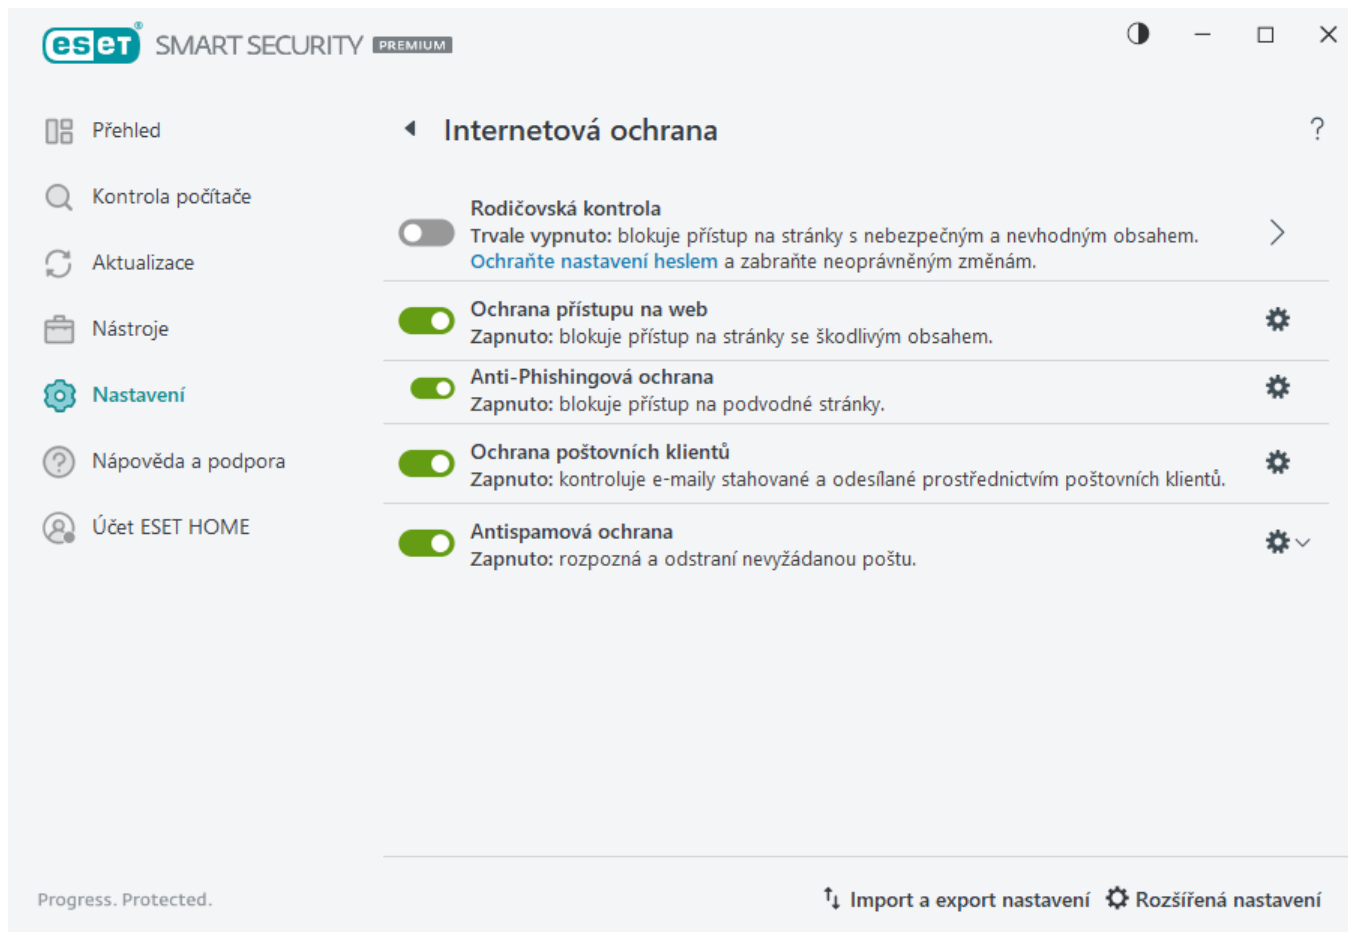 eset® SMART SECURITY PREMIUM
Přehled
Kontrola počítače
Aktualizace
Nástroje
Nastavení
Nápověda a podpora
Účet ESET HOME
Internetová ochrana
?
Rodičovská kontrola
Trvale vypnuto: blokuje přístup na stránky s nebezpečným a nevhodným obsahem.
Ochraňte nastavení heslem a zabraňte neoprávněným změnám.
Ochrana přístupu na web
Zapnuto: blokuje přístup na stránky se škodlivým obsahem.
Anti-Phishingová ochrana
Zapnuto: blokuje přístup na podvodné stránky.
Ochrana poštovních klientů
Zapnuto: kontroluje e-maily stahované a odesílané prostřednictvím poštovních klientů.
Antispamová ochrana
Zapnuto: rozpozná a odstraní nevyžádanou poštu.
Progress. Protected.
Import a export nastavení
Rozšířená nastavení